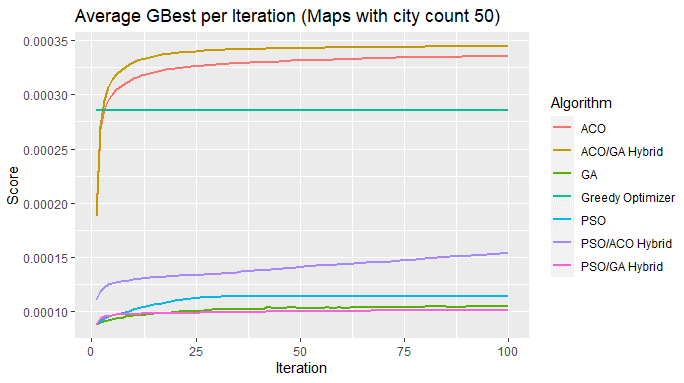 Average GBest per Iteration (Maps with city count 50)
0.00035
0.00030
0.00025
0.00020
0.00015
0.00010
Score
0
25
50
75
100
Iteration
Algorithm
ACO
ACO/GA Hybrid
GA
Greedy Optimizer
PSO
PSO/ACO Hybrid
PSO/GA Hybrid